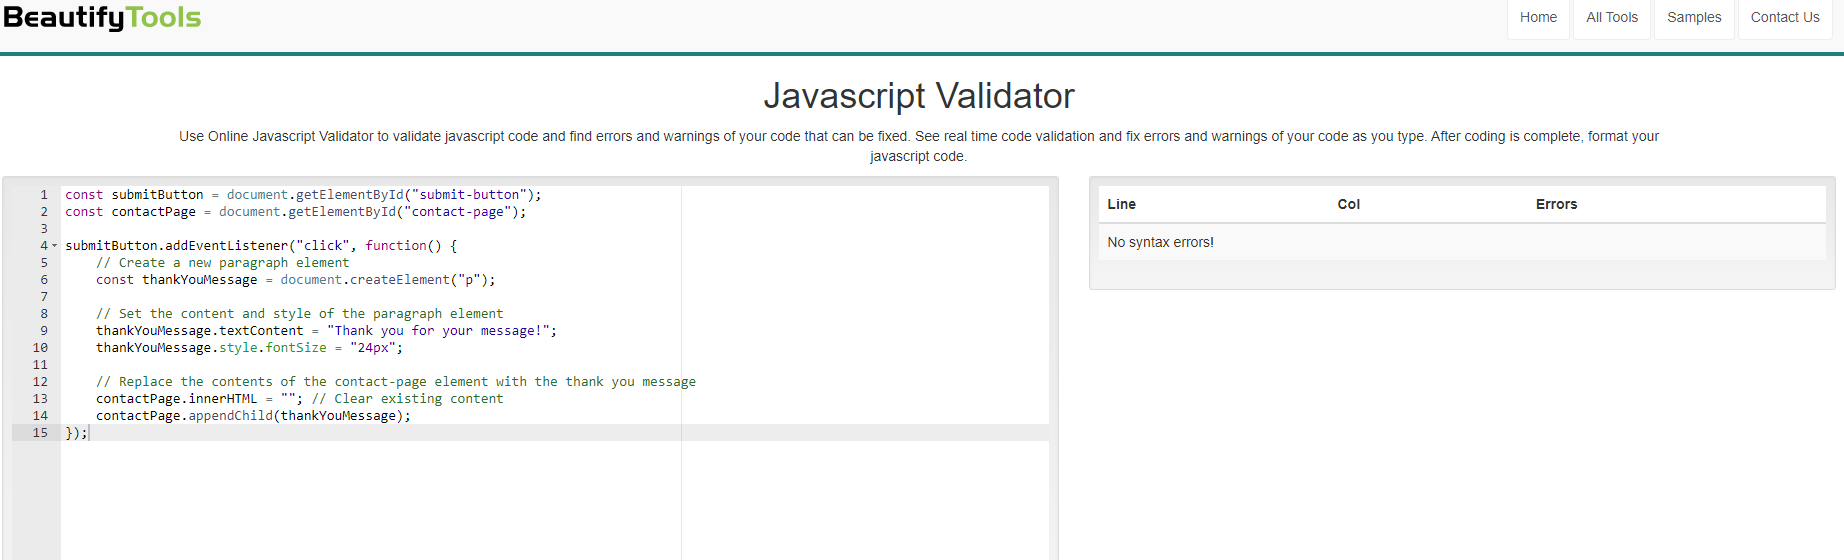 BeautifyTools
Home All Tools Samples Contact Us
Javascript Validator
Use Online Javascript Validator to validate javascript code and find errors and warnings of your code that can be fixed. See real time code validation and fix errors and warnings of your code as you type. After coding is complete, format your
javascript code.
1 const submitButton = document.getElementById("submit-button");
2 const contactPage = document.getElementById("contact-page");
3
4 submitButton.addEventListener("click", function() {
5     // Create a new paragraph element
6     const thankYouMessage = document.createElement("p");
7
8     // Set the content and style of the paragraph element
9     thankYouMessage.textContent = "Thank you for your message!";
10     thankYouMessage.style.fontSize = "24px";
11
12     // Replace the contents of the contact-page element with the thank you message
13     contactPage.innerHTML = ""; // Clear existing content
14     contactPage.appendChild(thankYouMessage);
15 });
Line Col Errors
No syntax errors!